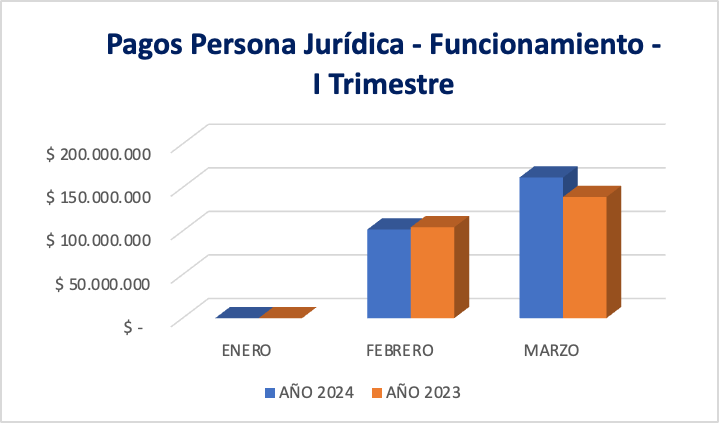 Pagos Persona Jurídica - Funcionamiento -
I Trimestre
$ 200.000.000
$ 150.000.000
$ 100.000.000
$ 50.000.000
$ -
ENERO FEBRERO MARZO
AÑO 2024 AÑO 2023